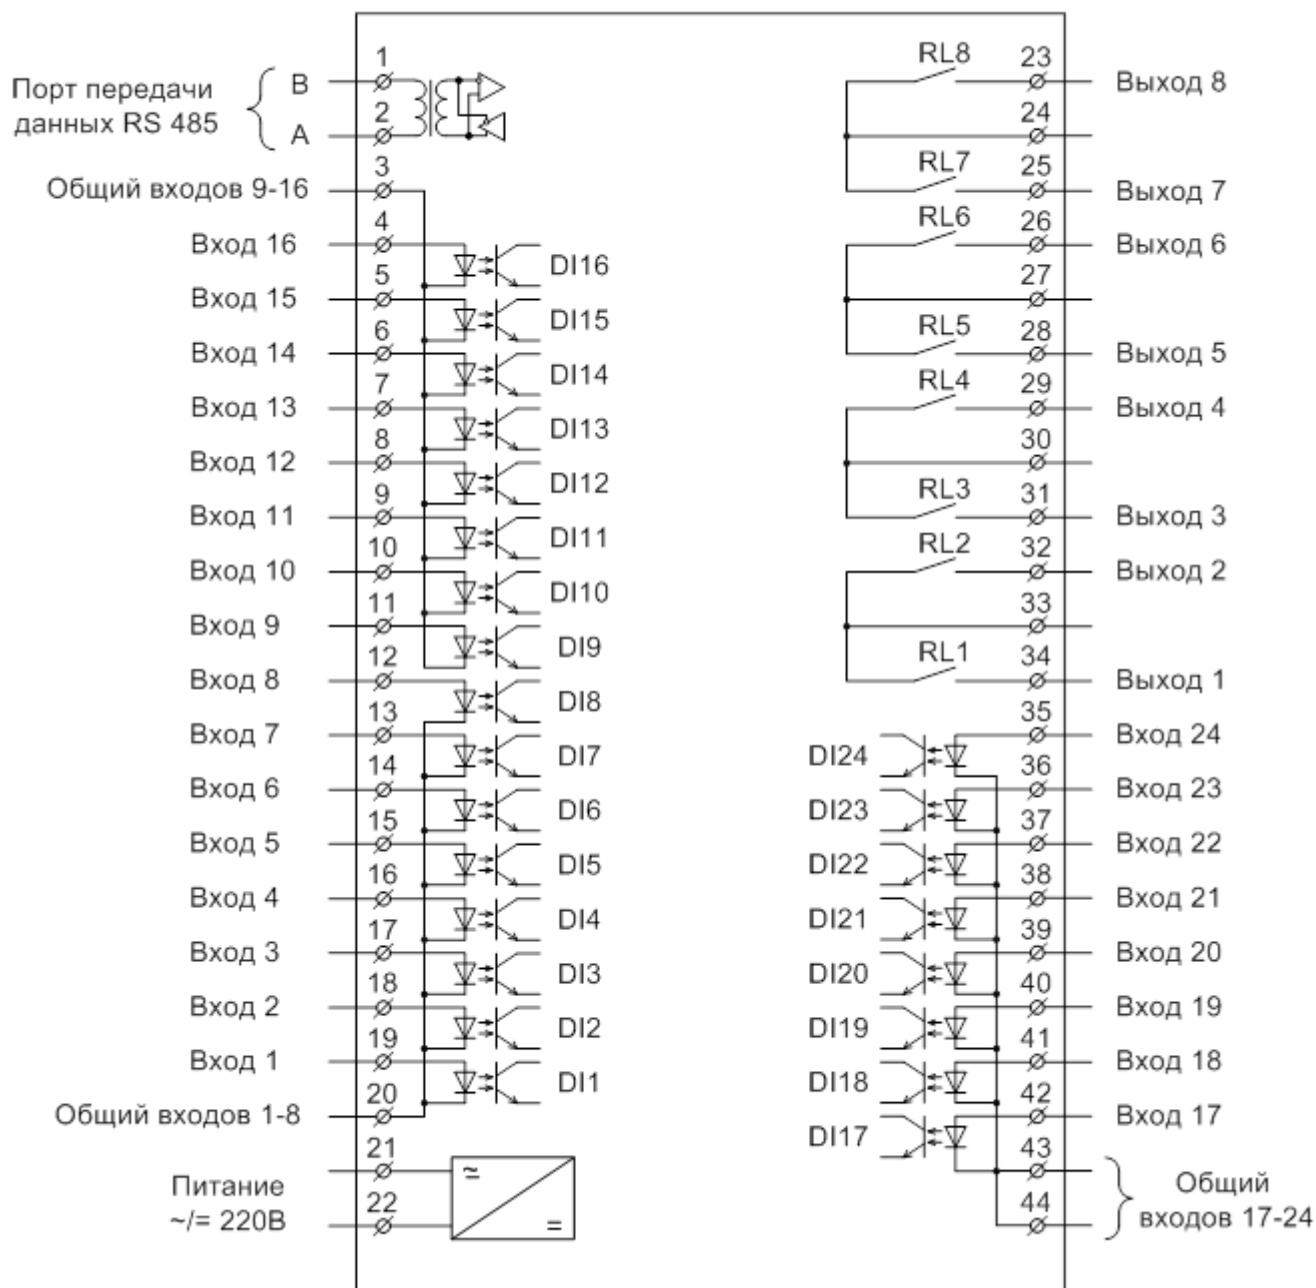 Порт передачи
данных RS 485
B
A
1
2
3
Общий входов 9-16
4
Вход 16
DI16
5
Вход 15
DI15
6
Вход 14
DI14
7
Вход 13
DI13
8
Вход 12
DI12
9
Вход 11
DI11
10
Вход 10
DI10
11
Вход 9
DI9
12
Вход 8
DI8
13
Вход 7
DI7
14
Вход 6
DI6
15
Вход 5
DI5
16
Вход 4
DI4
17
Вход 3
DI3
18
Вход 2
DI2
19
Вход 1
DI1
20
Общий входов 1-8
21
22
Питание
~/= 220В
≃
=
RL8
23
Выход 8
24
RL7
25
Выход 7
RL6
26
Выход 6
27
RL5
28
Выход 5
RL4
29
Выход 4
30
RL3
31
Выход 3
RL2
32
Выход 2
33
RL1
34
Выход 1
35
Вход 24
DI24
36
Вход 23
DI23
37
Вход 22
DI22
38
Вход 21
DI21
39
Вход 20
DI20
40
Вход 19
DI19
41
Вход 18
DI18
42
Вход 17
DI17
43
44
Общий
входов 17-24